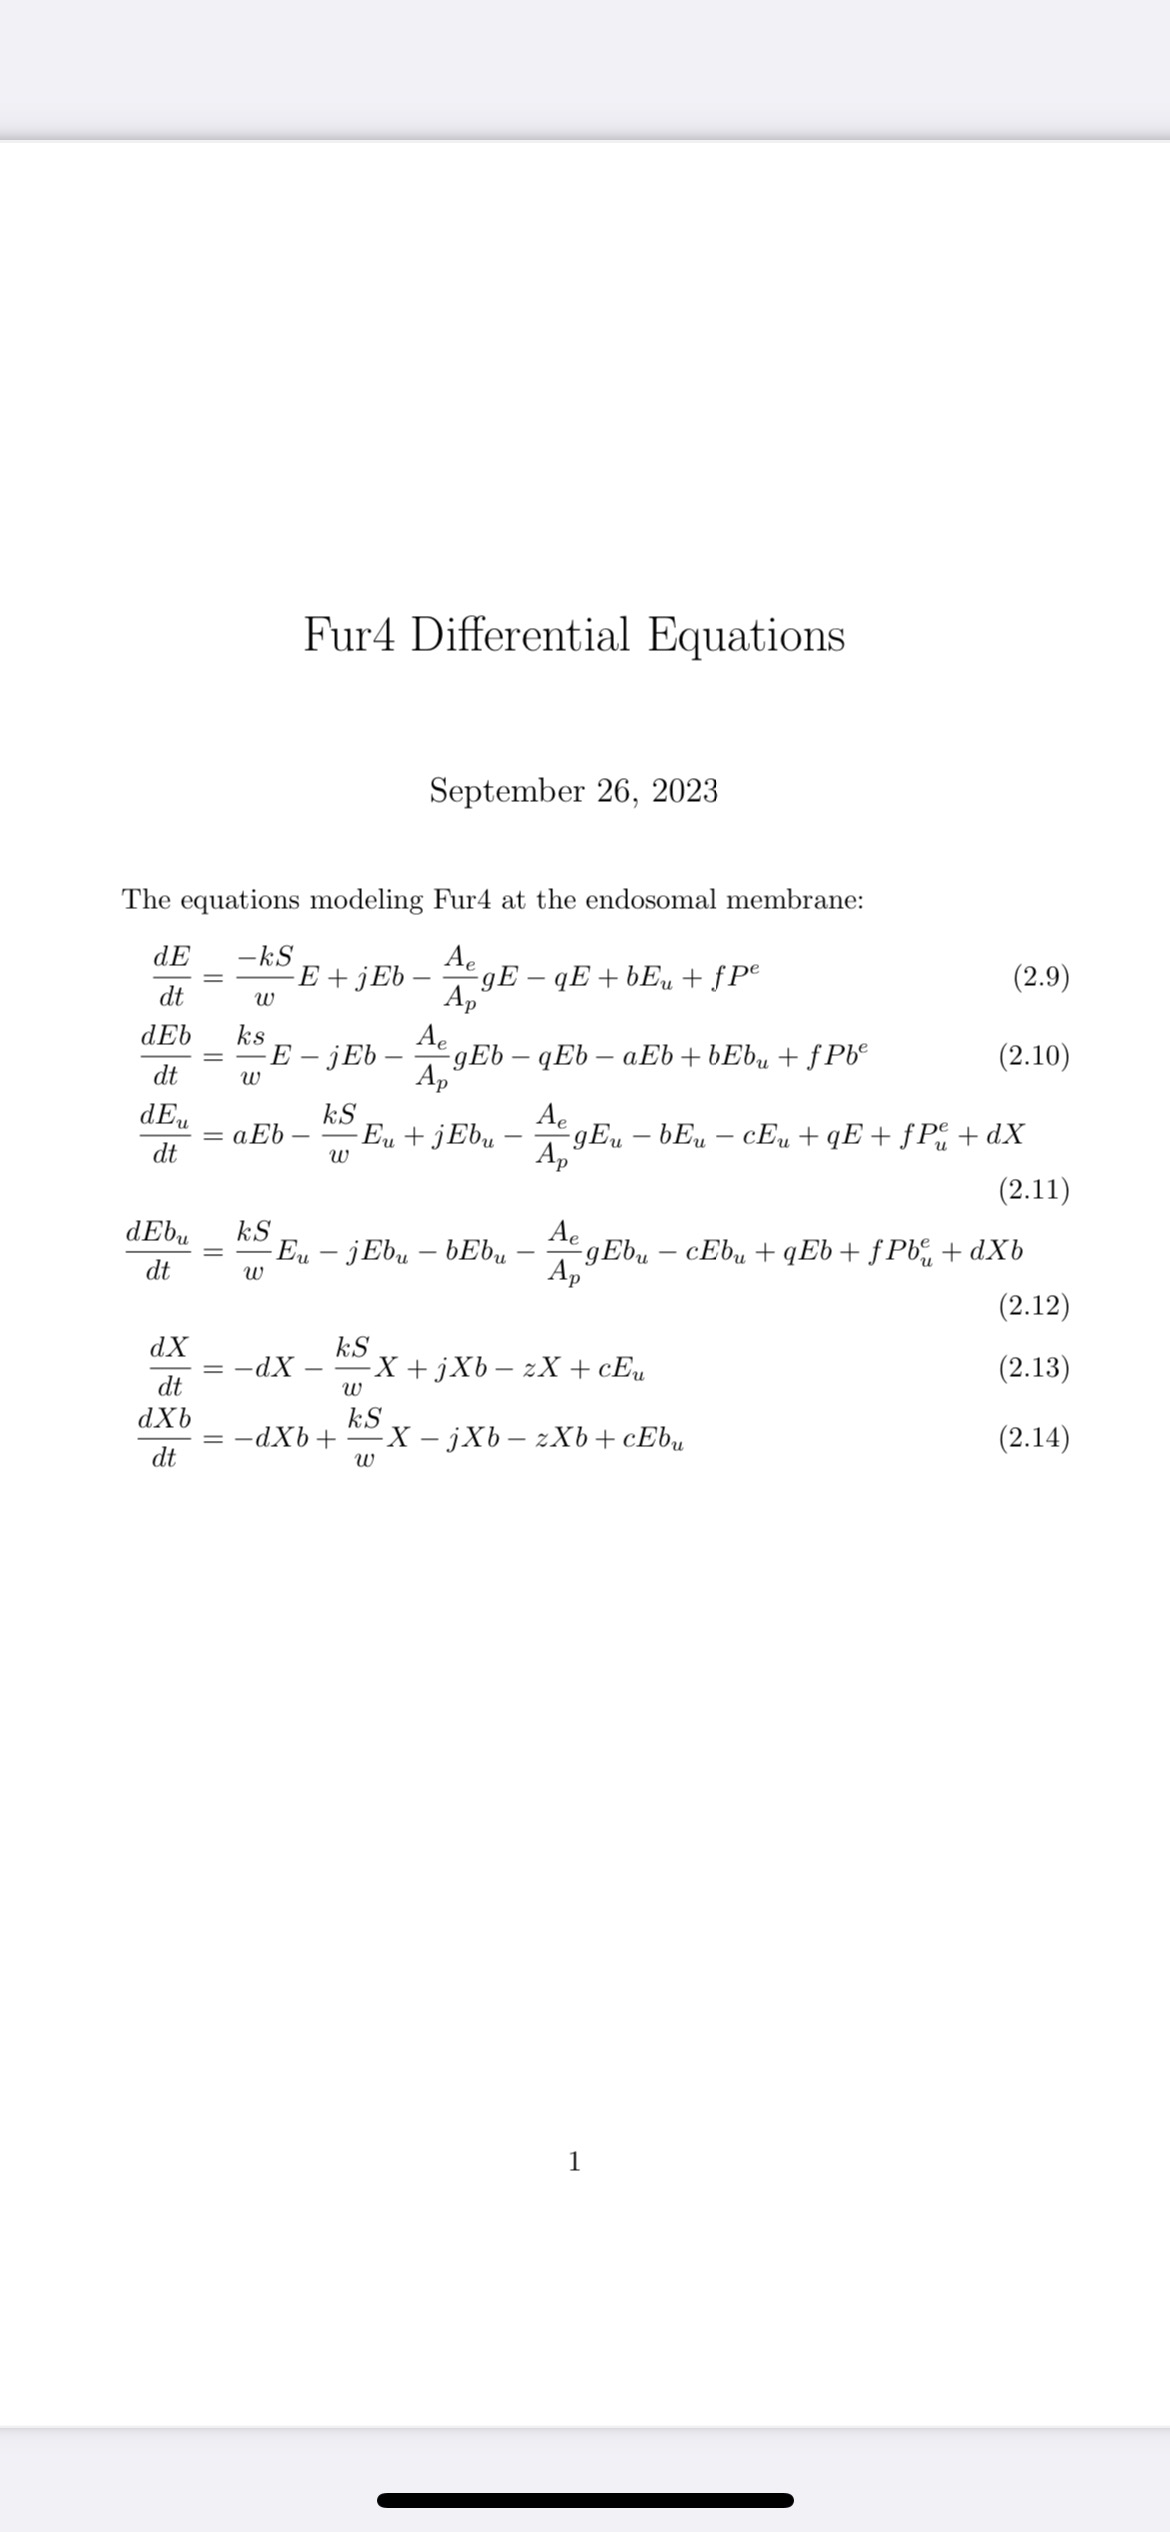 Fur4 Differential Equations
September 26, 2023
The equations modeling Fur4 at the endosomal membrane:
\frac{dE}{dt} = \frac{-kS}{w}E + jEb - \frac{A_e}{A_p}gE - qE + bE_u + fP^e (2.9)
\frac{dEb}{dt} = \frac{ks}{w}E - jEb - \frac{A_e}{A_p}gEb - qEb - aEb + bEb_u + fPb^e (2.10)
\frac{dE_u}{dt} = aEb - \frac{kS}{w}E_u + jEb_u - \frac{A_e}{A_p}gE_u - bE_u - cE_u + qE + fP_u^e + dX
(2.11)
\frac{dEb_u}{dt} = \frac{kS}{w}E_u - jEb_u - bEb_u - \frac{A_e}{A_p}gEb_u - cEb_u + qEb + fPb_u^e + dXb
(2.12)
\frac{dX}{dt} = -dX - \frac{kS}{w}X + jXb - zX + cE_u (2.13)
\frac{dXb}{dt} = -dXb + \frac{kS}{w}X - jXb - zXb + cEb_u (2.14)
1